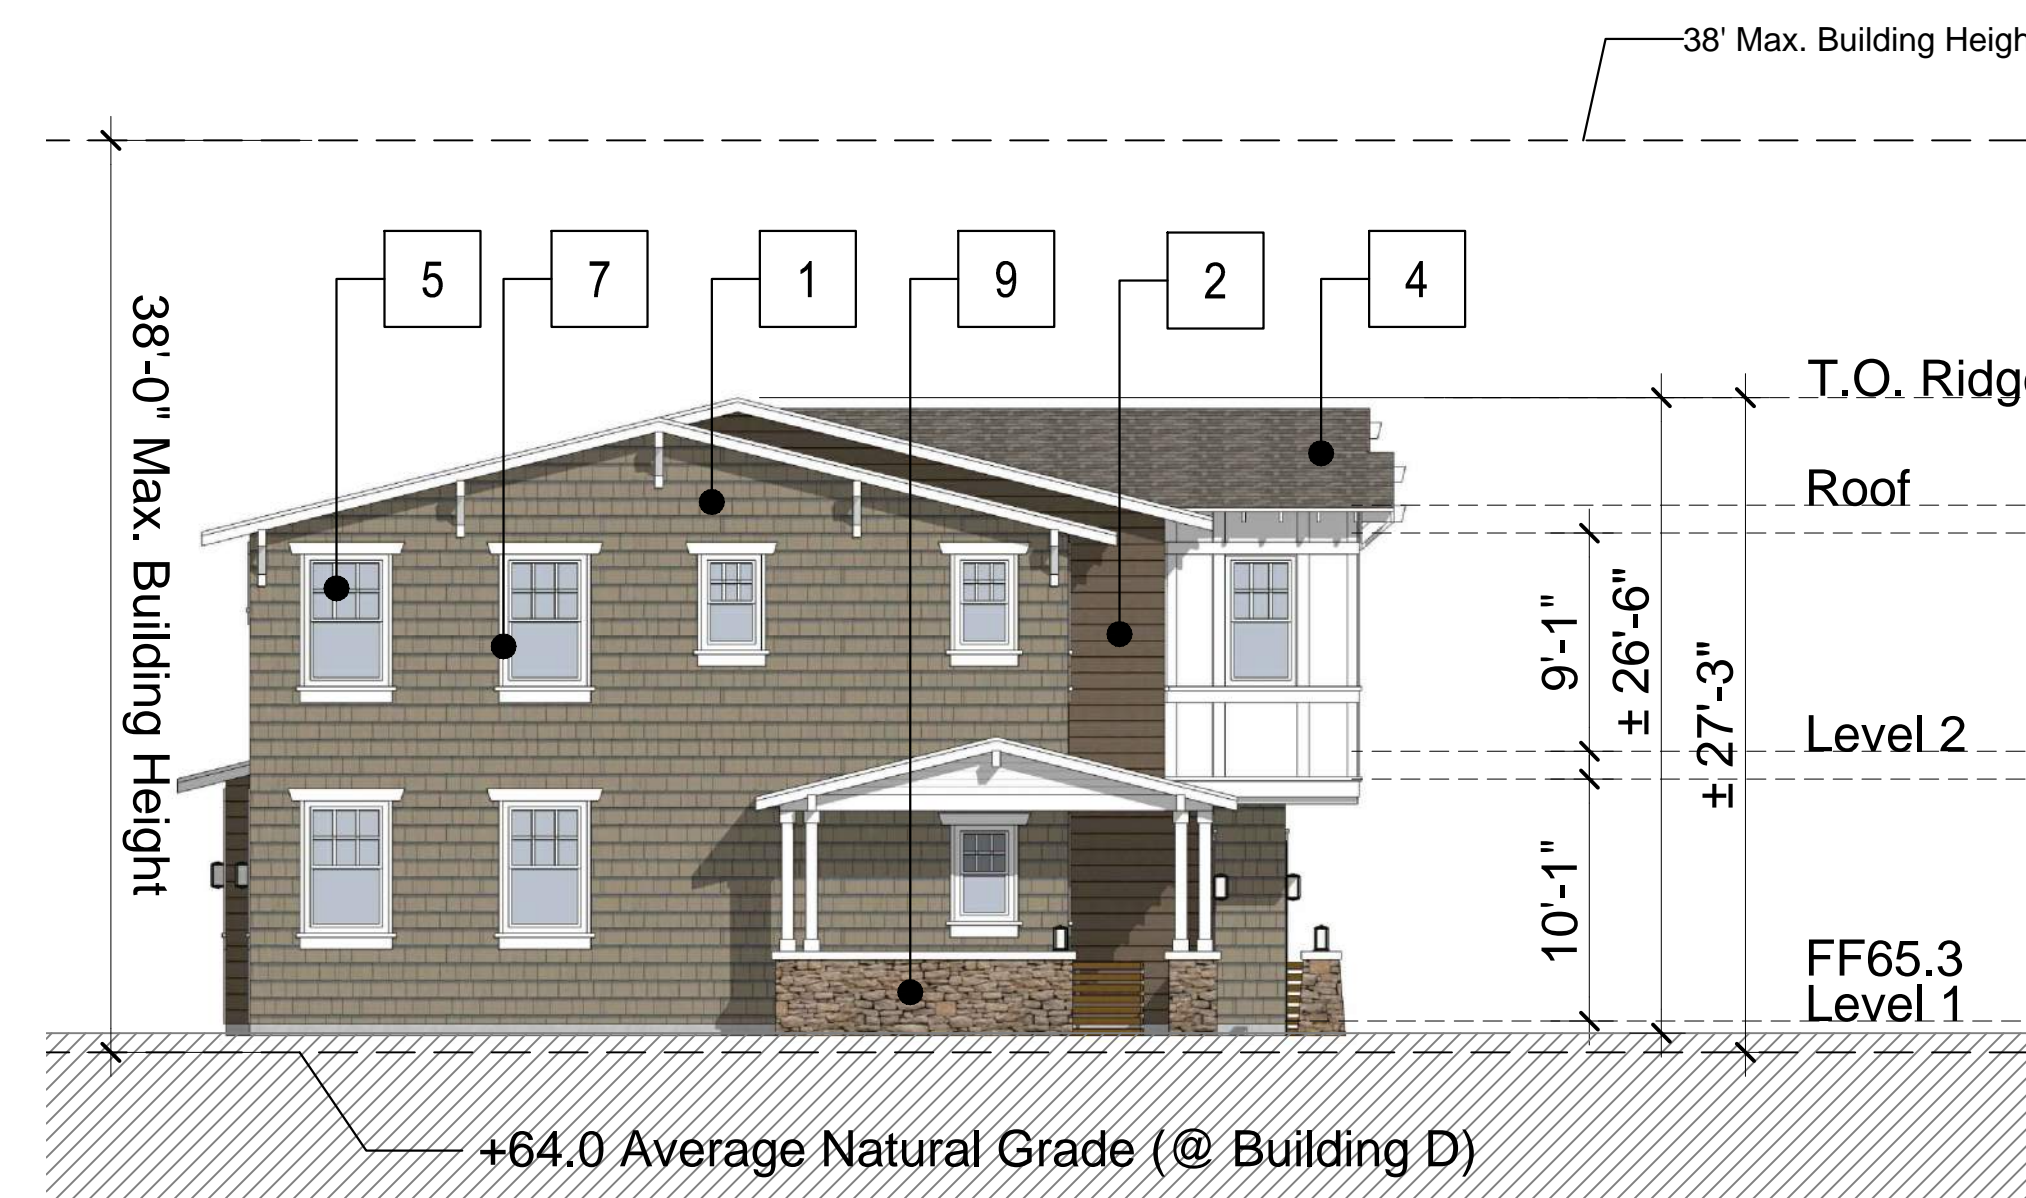 38' Max. Building Heigh
5
7
1
9
2
4
38'-0" Max. Building Height
T.O. Ridge
Roof
9'-1"
± 26'-6"
± 27'-3"
Level 2
10'-1"
FF65.3
Level 1
+64.0 Average Natural Grade (@ Building D)